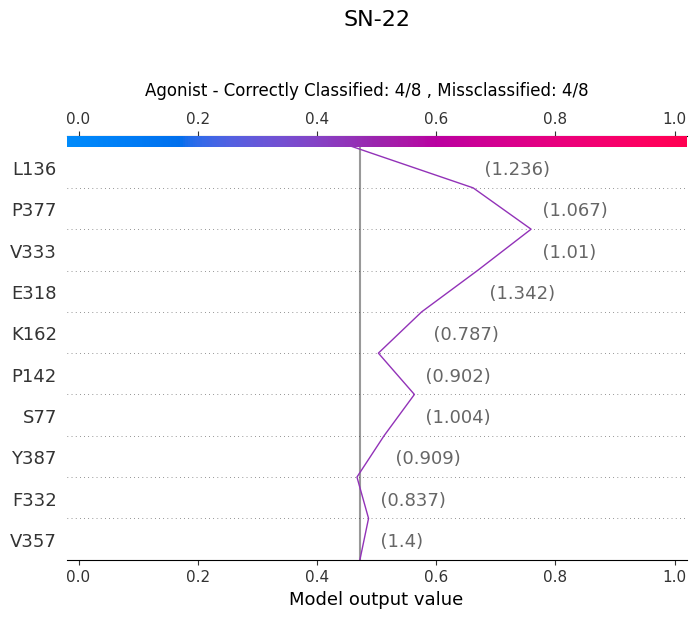 SN-22
Agonist - Correctly Classified: 4/8 , Missclassified: 4/8
0.0 0.2 0.4 0.6 0.8 1.0
L136 (1.236)
P377 (1.067)
V333 (1.01)
E318 (1.342)
K162 (0.787)
P142 (0.902)
S77 (1.004)
Y387 (0.909)
F332 (0.837)
V357 (1.4)
0.0 0.2 0.4 0.6 0.8 1.0
Model output value